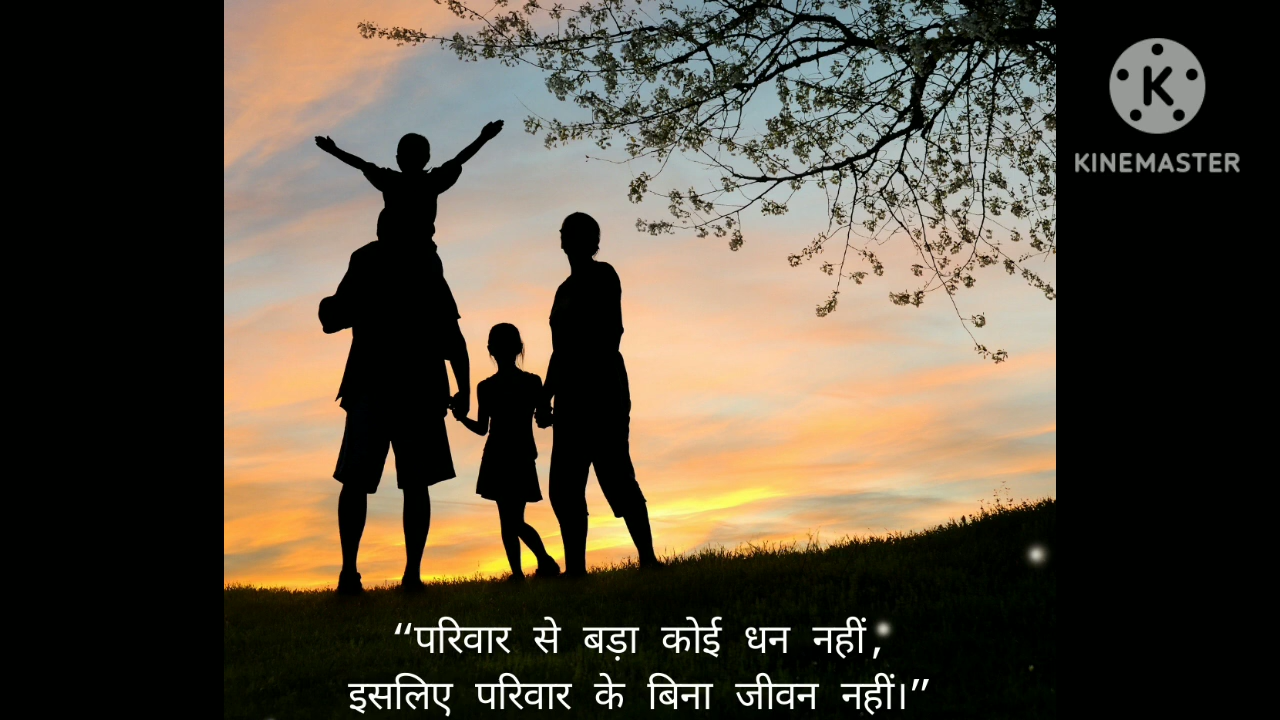 KINEMASTER
“परिवार से बड़ा कोई धन नहीं,
इसलिए परिवार के बिना जीवन नहीं।”